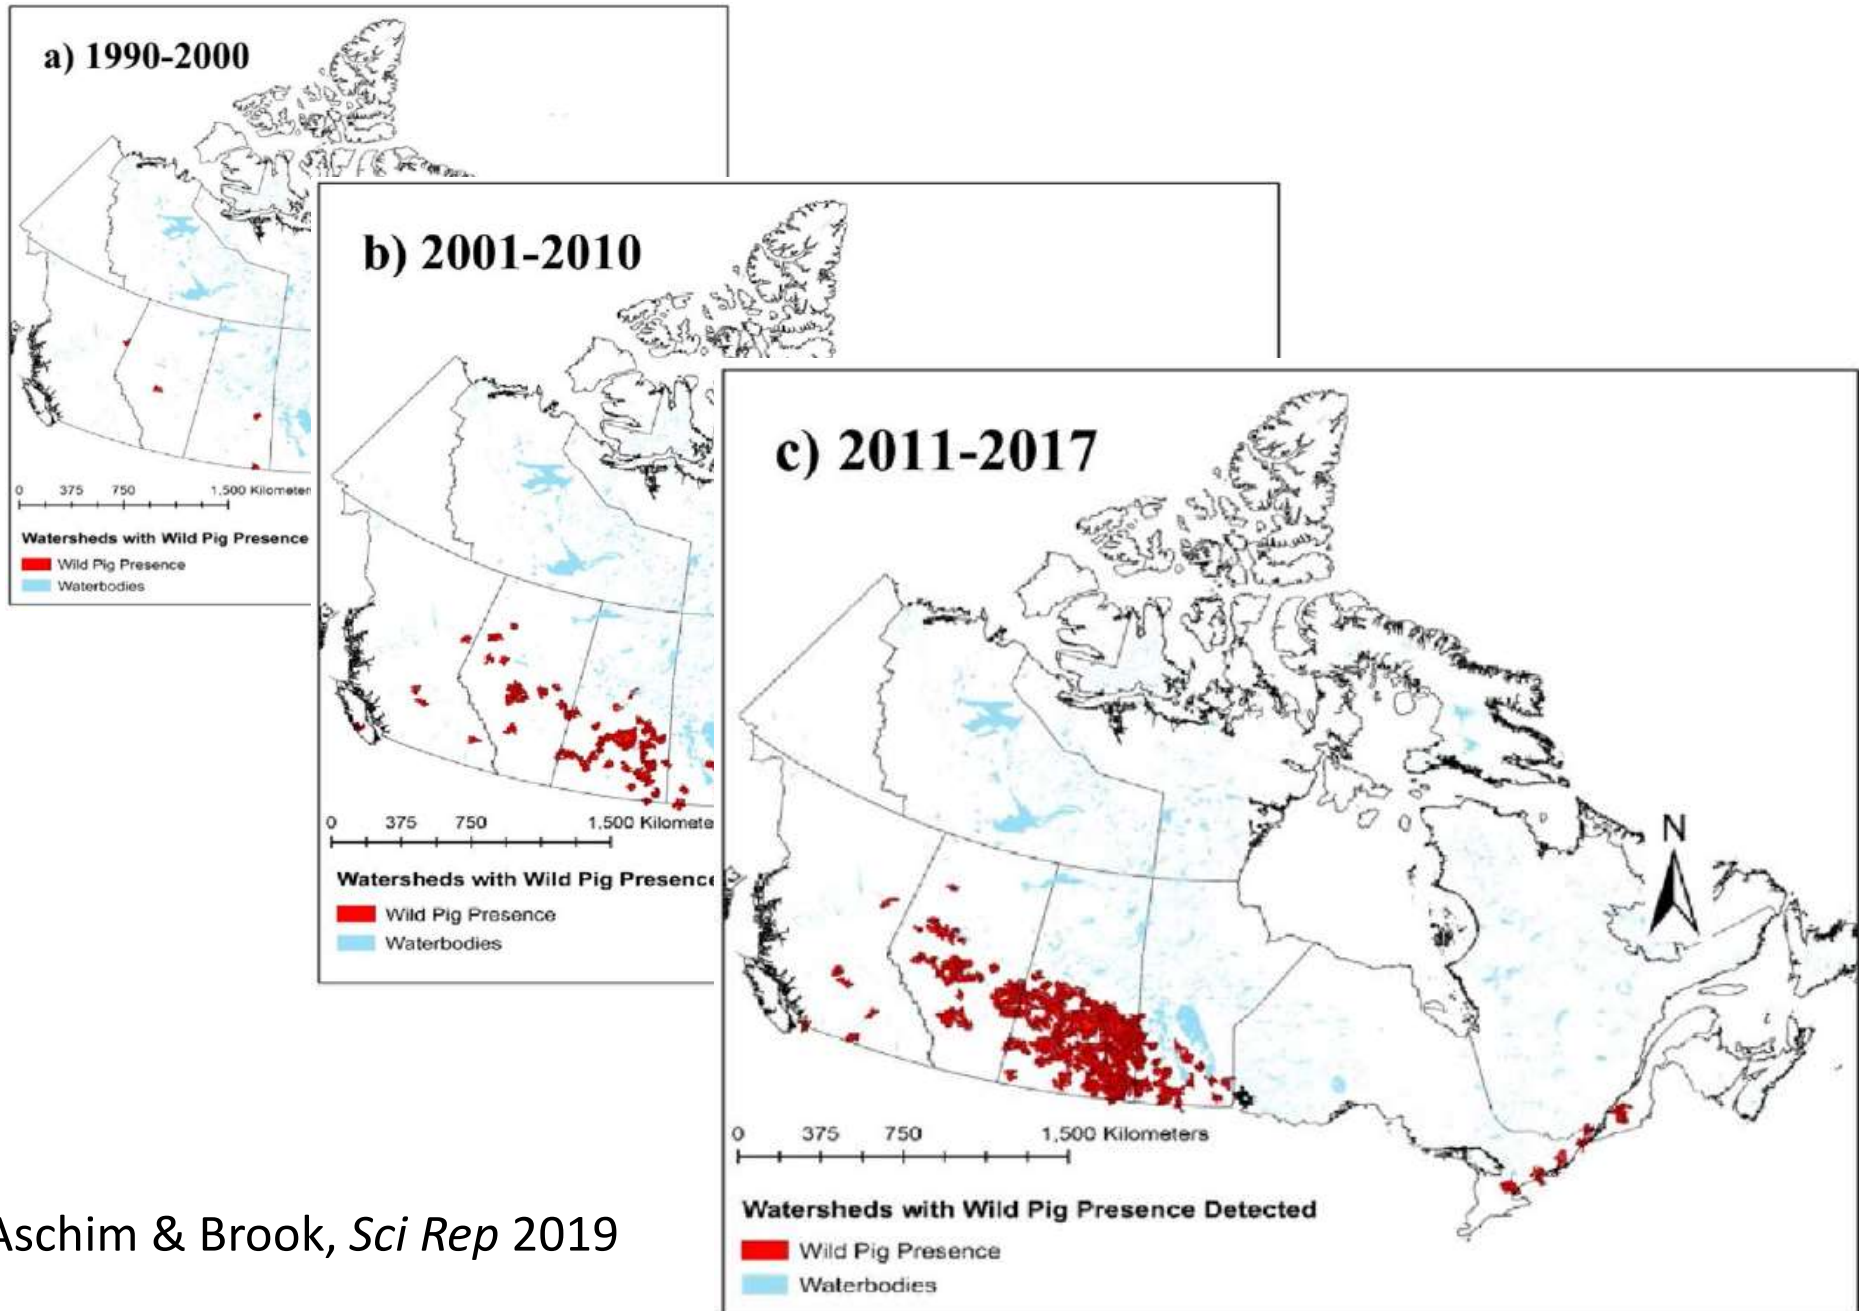 a) 1990-2000
0 375 750 1,500 Kilometer
Watersheds with Wild Pig Presence
Wild Pig Presence
Waterbodies
b) 2001-2010
0 375 750 1,500 Kilomete
Watersheds with Wild Pig Presence
Wild Pig Presence
Waterbodies
c) 2011-2017
N
0 375 750 1,500 Kilometers
Watersheds with Wild Pig Presence Detected
Wild Pig Presence
Waterbodies
Aschim & Brook, Sci Rep 2019